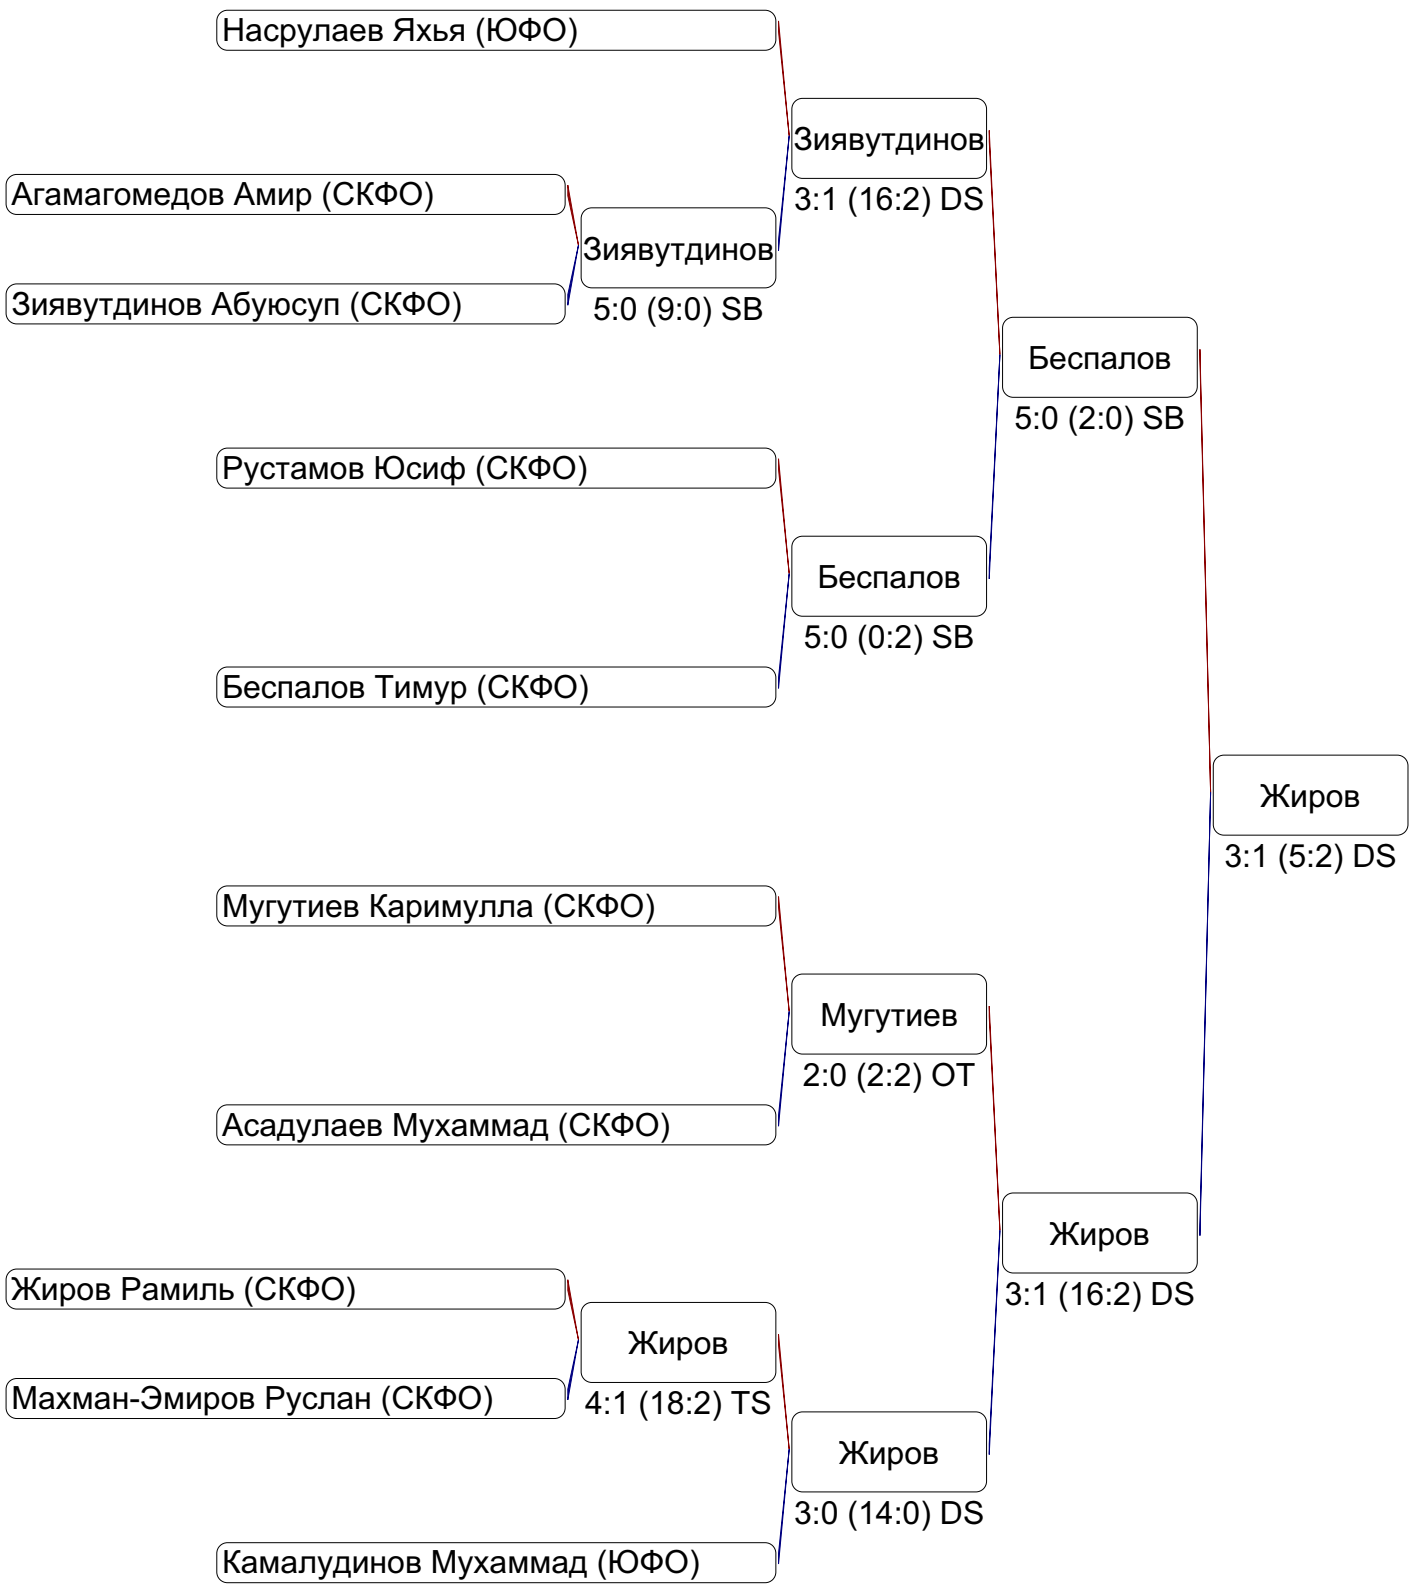 Насрулаев Яхья (ЮФО)
Зиявутдинов
3:1 (16:2) DS
Агамагомедов Амир (СКФО)
Зиявутдинов
5:0 (9:0) SB
Зиявутдинов Абуюсуп (СКФО)
Беспалов
5:0 (2:0) SB
Рустамов Юсиф (СКФО)
Беспалов
5:0 (0:2) SB
Беспалов Тимур (СКФО)
Жиров
3:1 (5:2) DS
Мугутиев Каримулла (СКФО)
Мугутиев
2:0 (2:2) OT
Асадулаев Мухаммад (СКФО)
Жиров
3:1 (16:2) DS
Жиров Рамиль (СКФО)
Жиров
4:1 (18:2) TS
Махман-Эмиров Руслан (СКФО)
Жиров
3:0 (14:0) DS
Камалудинов Мухаммад (ЮФО)